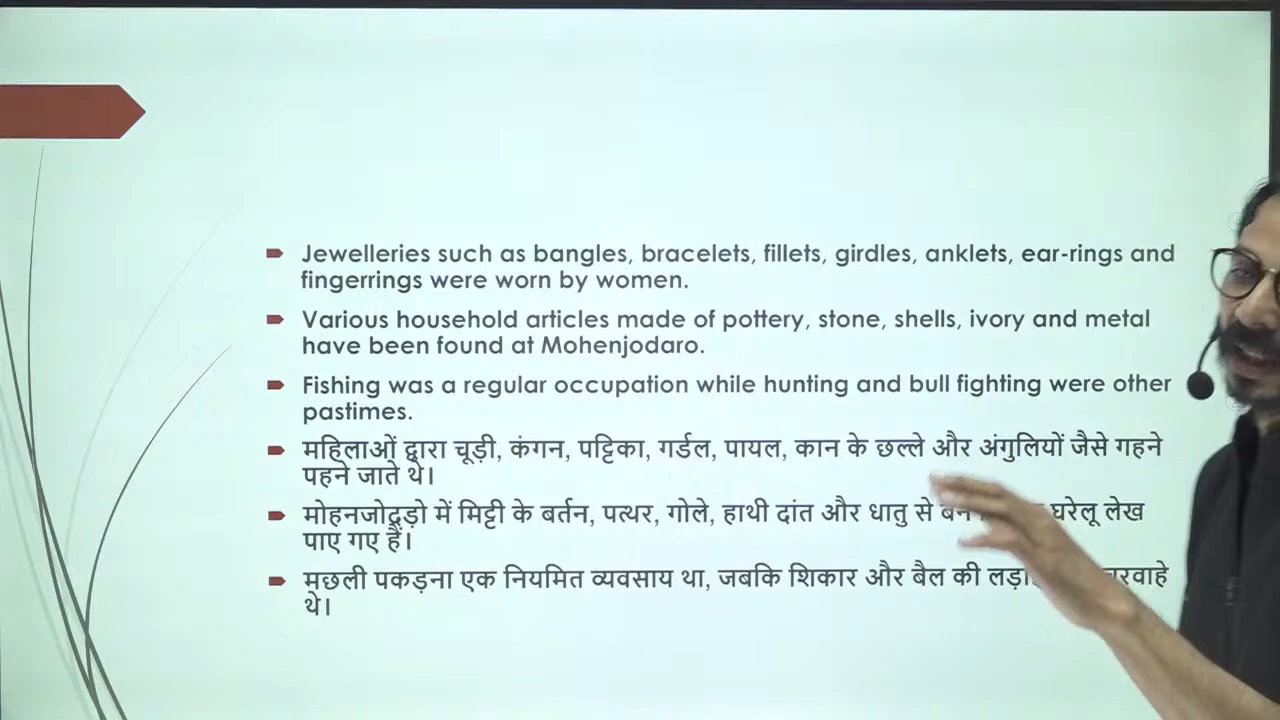 Jewelleries such as bangles, bracelets, fillets, girdles, anklets, ear-rings and
fingerrings were worn by women.
Various household articles made of pottery, stone, shells, ivory and metal
have been found at Mohenjodaro.
Fishing was a regular occupation while hunting and bull fighting were other
pastimes.
महिलाओं द्वारा चूड़ी, कंगन, पट्टिका, गर्डल, पायल, कान के छल्ले और अंगुलियों जैसे गहने
पहने जाते थे।
मोहनजोदड़ो में मिट्टी के बर्तन, पत्थर, गोले, हाथी दांत और धातु से घरेलू लेख
पाए गए हैं।
मछली पकड़ना एक नियमित व्यवसाय था, जबकि शिकार और बैल की
थे।